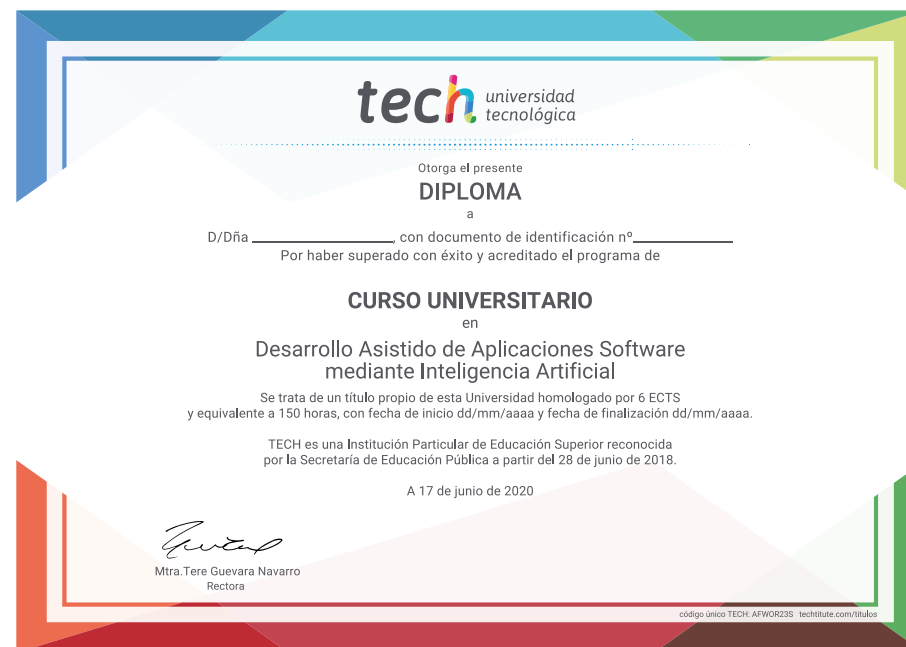 tech universidad
tecnológica
Otorga el presente
DIPLOMA
a
D/Dña ____________________, con documento de identificación nº______________
Por haber superado con éxito y acreditado el programa de
CURSO UNIVERSITARIO
en
Desarrollo Asistido de Aplicaciones Software
mediante Inteligencia Artificial
Se trata de un título propio de esta Universidad homologado por 6 ECTS
y equivalente a 150 horas, con fecha de inicio dd/mm/aaaa y fecha de finalización dd/mm/aaaa.
TECH es una Institución Particular de Educación Superior reconocida
por la Secretaría de Educación Pública a partir del 28 de junio de 2018.
A 17 de junio de 2020
Mtra.Tere Guevara Navarro
Rectora
código único TECH: AFWOR23S techtitute.com/titulos